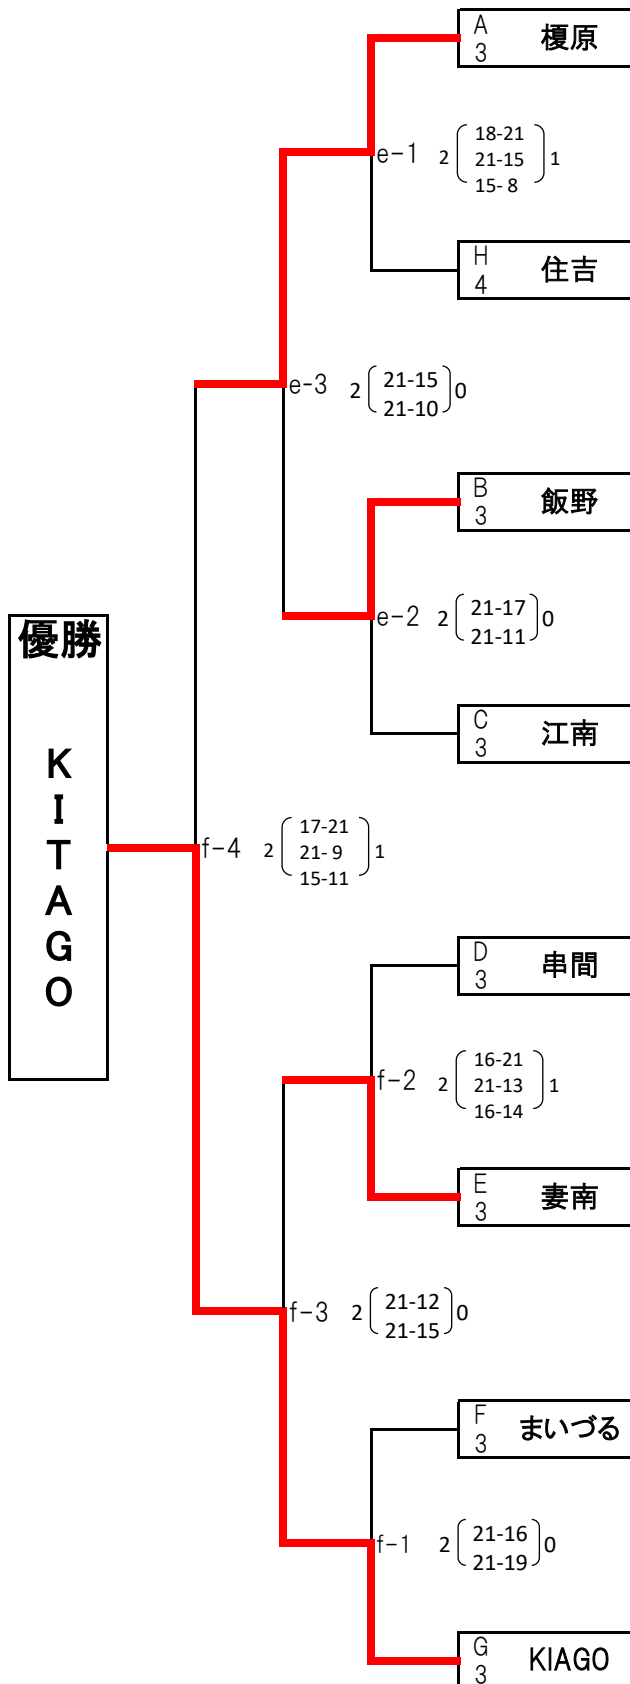 A
3
榎原
e-1 2 18-21 1
21-15
15- 8
H
4
住吉
e-3 2 21-15 0
21-10
B
3
飯野
e-2 2 21-17 0
21-11
C
3
江南
優勝
K
I
T
A
G
O
f-4 2 17-21 1
21- 9
15-11
D
3
串間
f-2 2 16-21 1
21-13
16-14
E
3
妻南
f-3 2 21-12 0
21-15
F
3
まいづる
f-1 2 21-16 0
21-19
G
3
KIAGO